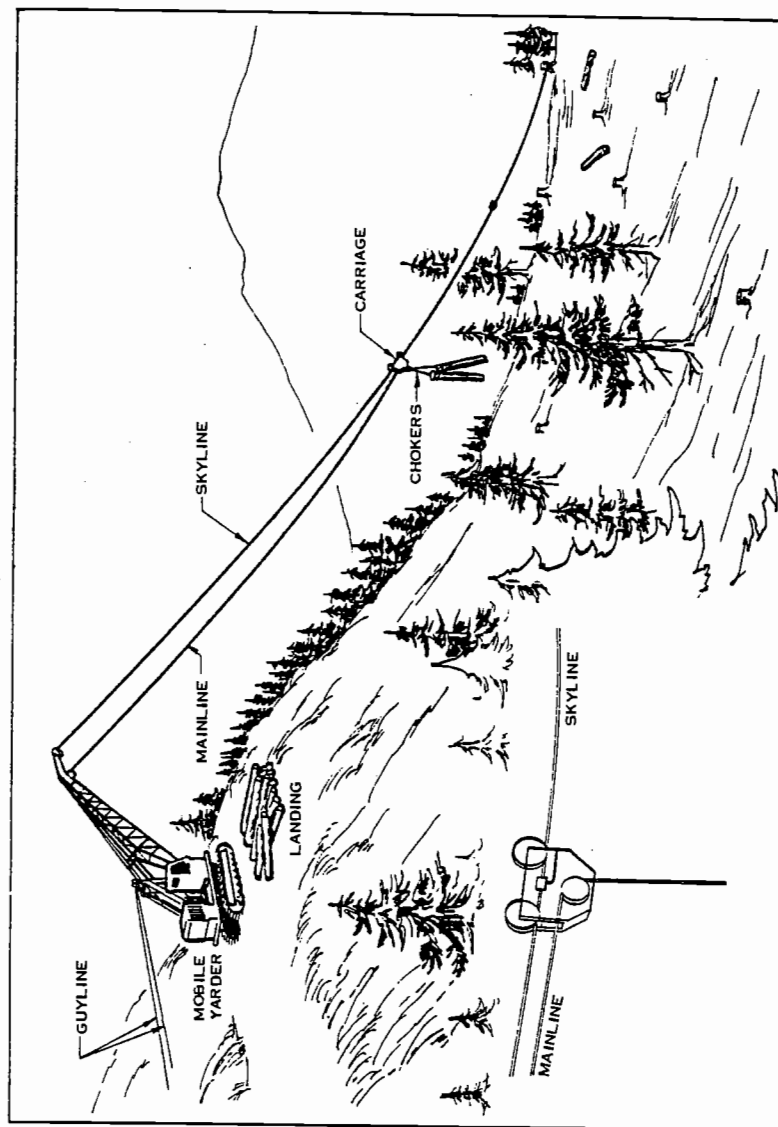 GUYLINE
MOBILE
YARDER
LANDING
MAINLINE
SKYLINE
CARRIAGE
CHOKERS
MAINLINE
SKYLINE